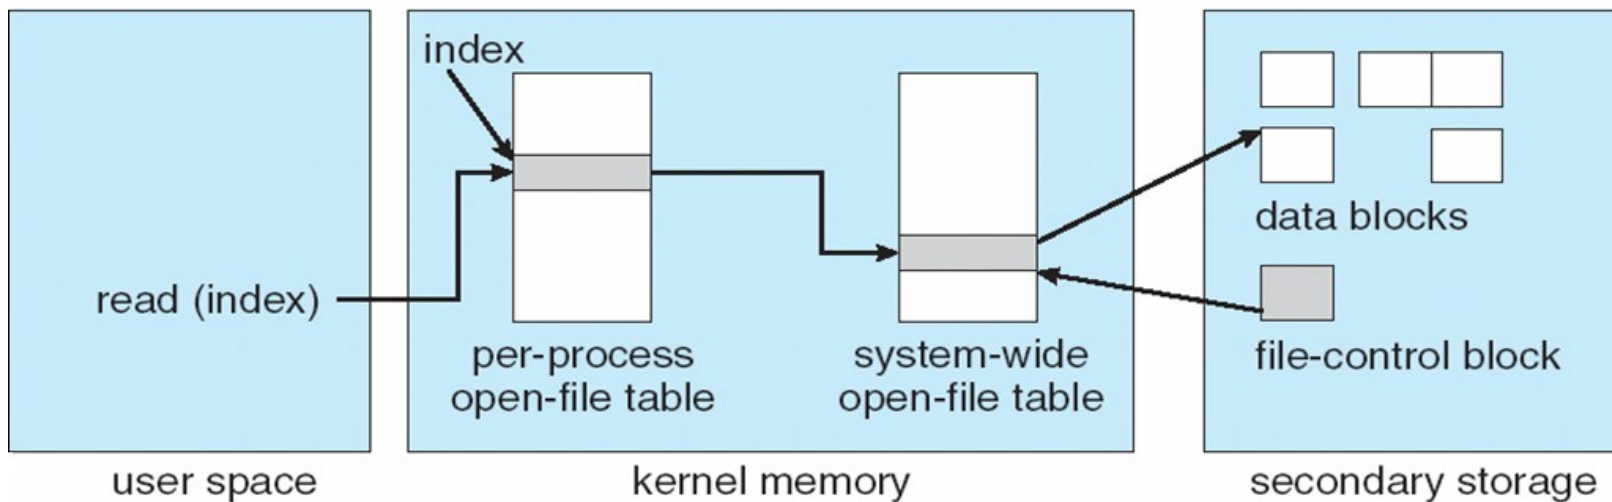 index
read (index)
per-process
open-file table
system-wide
open-file table
data blocks
file-control block
user space
kernel memory
secondary storage